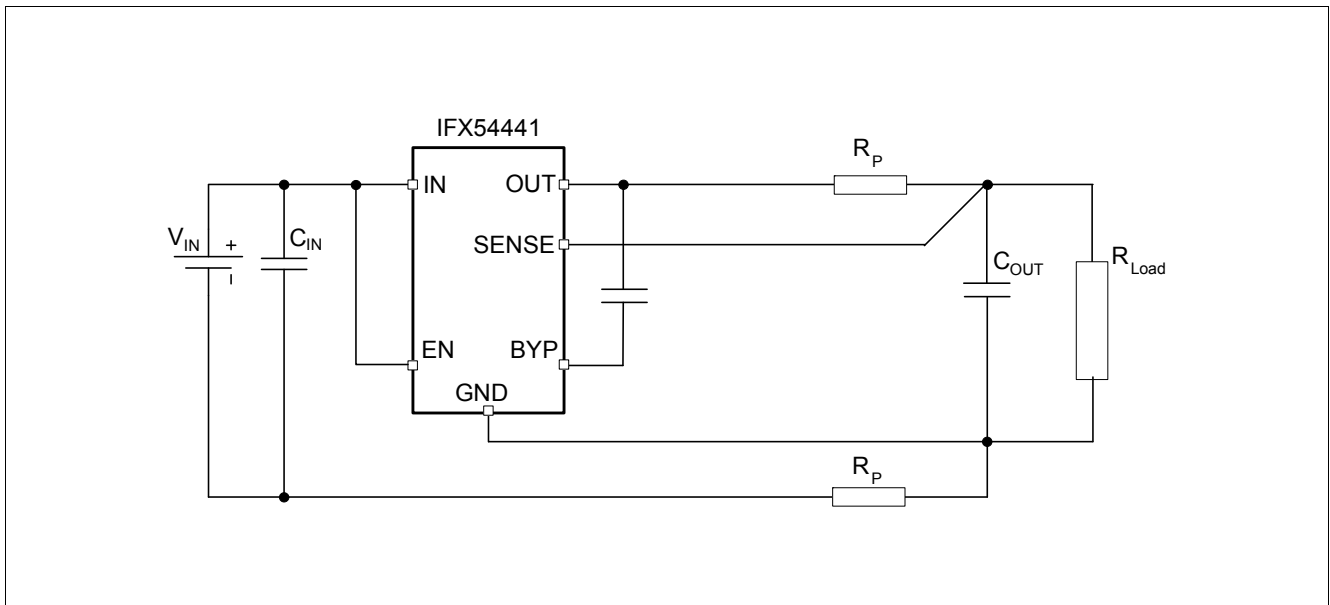 IFX54441
IN
OUT
SENSE
EN
BYP
GND
V_IN
+
C_IN
R_P
C_OUT
R_Load
R_P